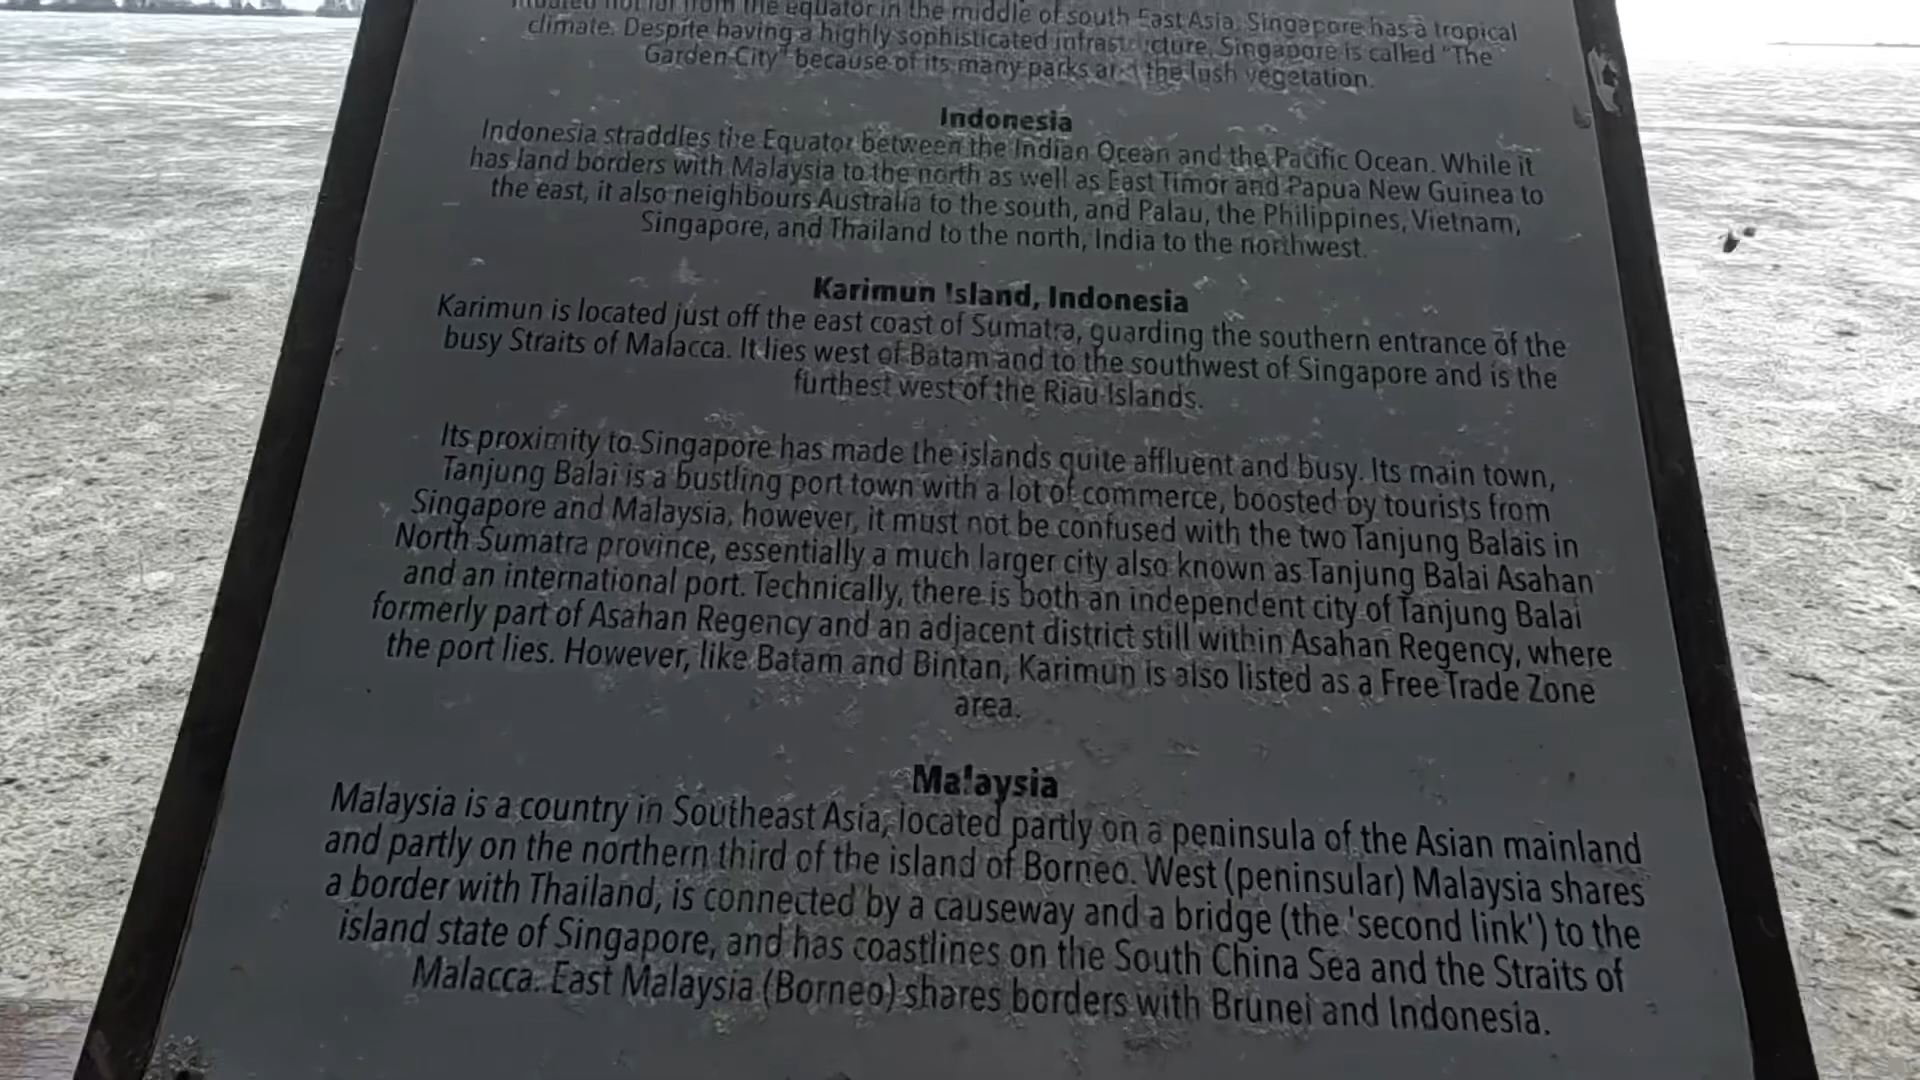 not far from the equator in the middle of south East Asia, Singapore has a tropical
climate. Despite having a highly sophisticated infrastructure, Singapore is called "The
Garden City" because of its many parks and the lush vegetation.
Indonesia
Indonesia straddles the Equator between the Indian Ocean and the Pacific Ocean. While it
has land borders with Malaysia to the north as well as East Timor and Papua New Guinea to
the east, it also neighbours Australia to the south, and Palau, the Philippines, Vietnam,
Singapore, and Thailand to the north, India to the northwest.
Karimun Island, Indonesia
Karimun is located just off the east coast of Sumatra, guarding the southern entrance of the
busy Straits of Malacca. It lies west of Batam and to the southwest of Singapore and is the
furthest west of the Riau Islands.
Its proximity to Singapore has made the islands quite affluent and busy. Its main town,
Tanjung Balai is a bustling port town with a lot of commerce, boosted by tourists from
Singapore and Malaysia, however, it must not be confused with the two Tanjung Balais in
North Sumatra province, essentially a much larger city also known as Tanjung Balai Asahan
and an international port. Technically, there is both an independent city of Tanjung Balai
formerly part of Asahan Regency and an adjacent district still within Asahan Regency, where
the port lies. However, like Batam and Bintan, Karimun is also listed as a Free Trade Zone
area.
Malaysia
Malaysia is a country in Southeast Asia, located partly on a peninsula of the Asian mainland
and partly on the northern third of the island of Borneo. West (peninsular) Malaysia shares
a border with Thailand, is connected by a causeway and a bridge (the 'second link') to the
island state of Singapore, and has coastlines on the South China Sea and the Straits of
Malacca. East Malaysia (Borneo) shares borders with Brunei and Indonesia.